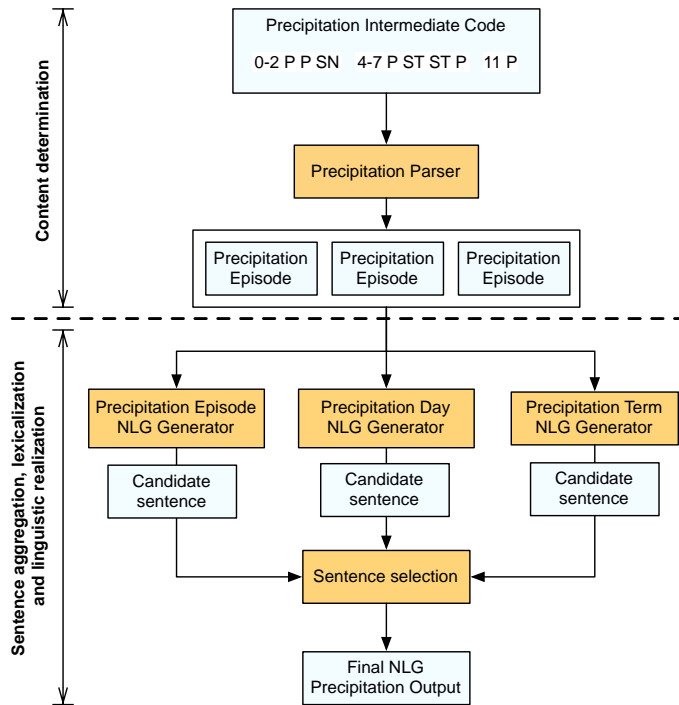 Precipitation Intermediate Code
0-2 P P SN 4-7 P ST ST P 11 P
Content determination
Precipitation Parser
Precipitation
Episode
Precipitation
Episode
Precipitation
Episode
Sentence aggregation, lexicalization
and linguistic realization
Precipitation Episode
NLG Generator
Precipitation Day
NLG Generator
Precipitation Term
NLG Generator
Candidate
sentence
Candidate
sentence
Candidate
sentence
Sentence selection
Final NLG
Precipitation Output